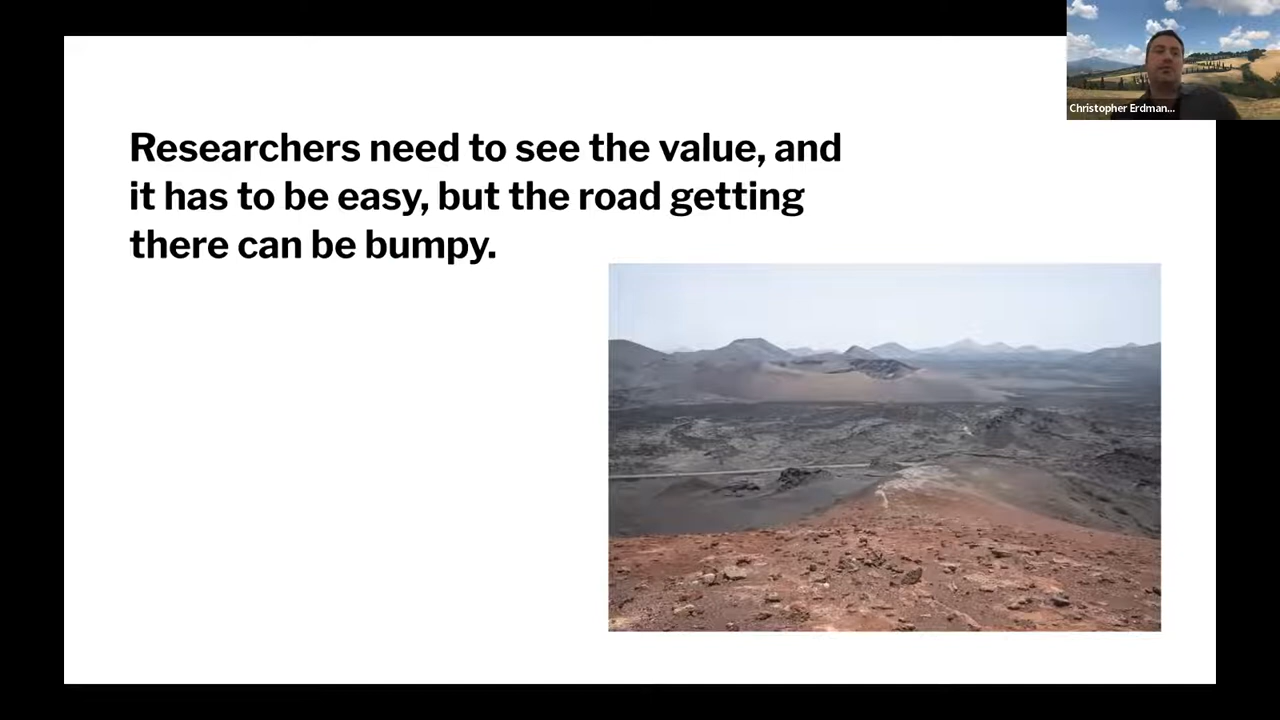 Researchers need to see the value, and
it has to be easy, but the road getting
there can be bumpy.
Christopher Erdman...